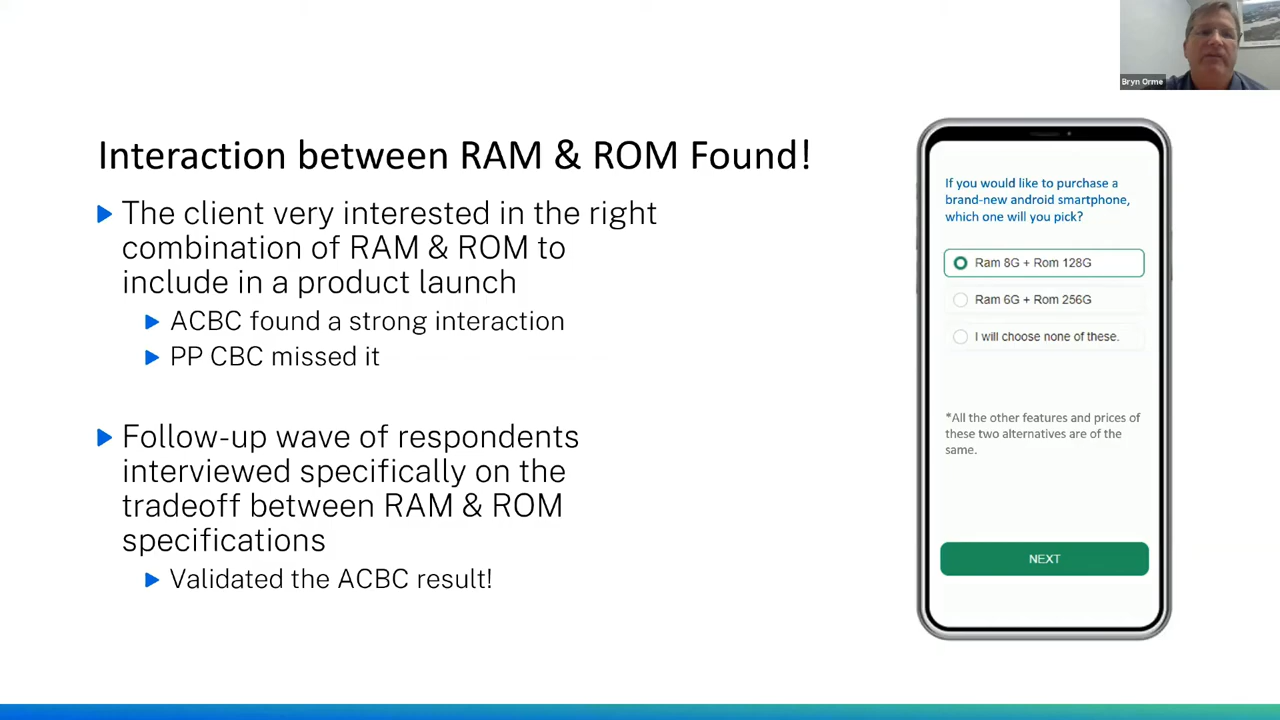 Bryn Orme
Interaction between RAM & ROM Found!
The client very interested in the right
combination of RAM & ROM to
include in a product launch
ACBC found a strong interaction
PP CBC missed it
Follow-up wave of respondents
interviewed specifically on the
tradeoff between RAM & ROM
specifications
Validated the ACBC result!
If you would like to purchase a
brand-new android smartphone,
which one will you pick?
Ram 8G + Rom 128G
Ram 6G + Rom 256G
I will choose none of these.
*All the other features and prices of
these two alternatives are of the
same.
NEXT